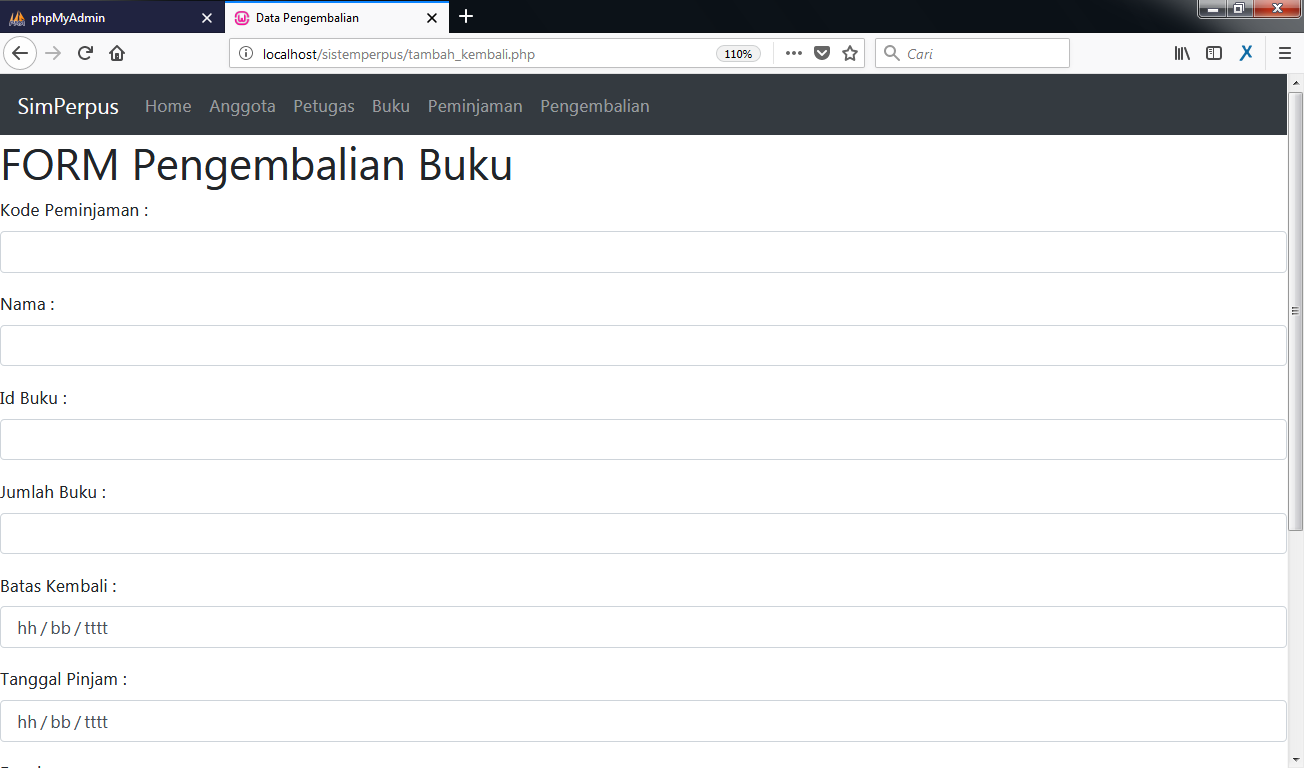 phpMyAdmin
Data Pengembalian
localhost/sistemperpus/tambah_kembali.php
110%
Cari
SimPerpus Home Anggota Petugas Buku Peminjaman Pengembalian
FORM Pengembalian Buku
Kode Peminjaman :
Nama :
Id Buku :
Jumlah Buku :
Batas Kembali :
hh / bb / tttt
Tanggal Pinjam :
hh / bb / tttt